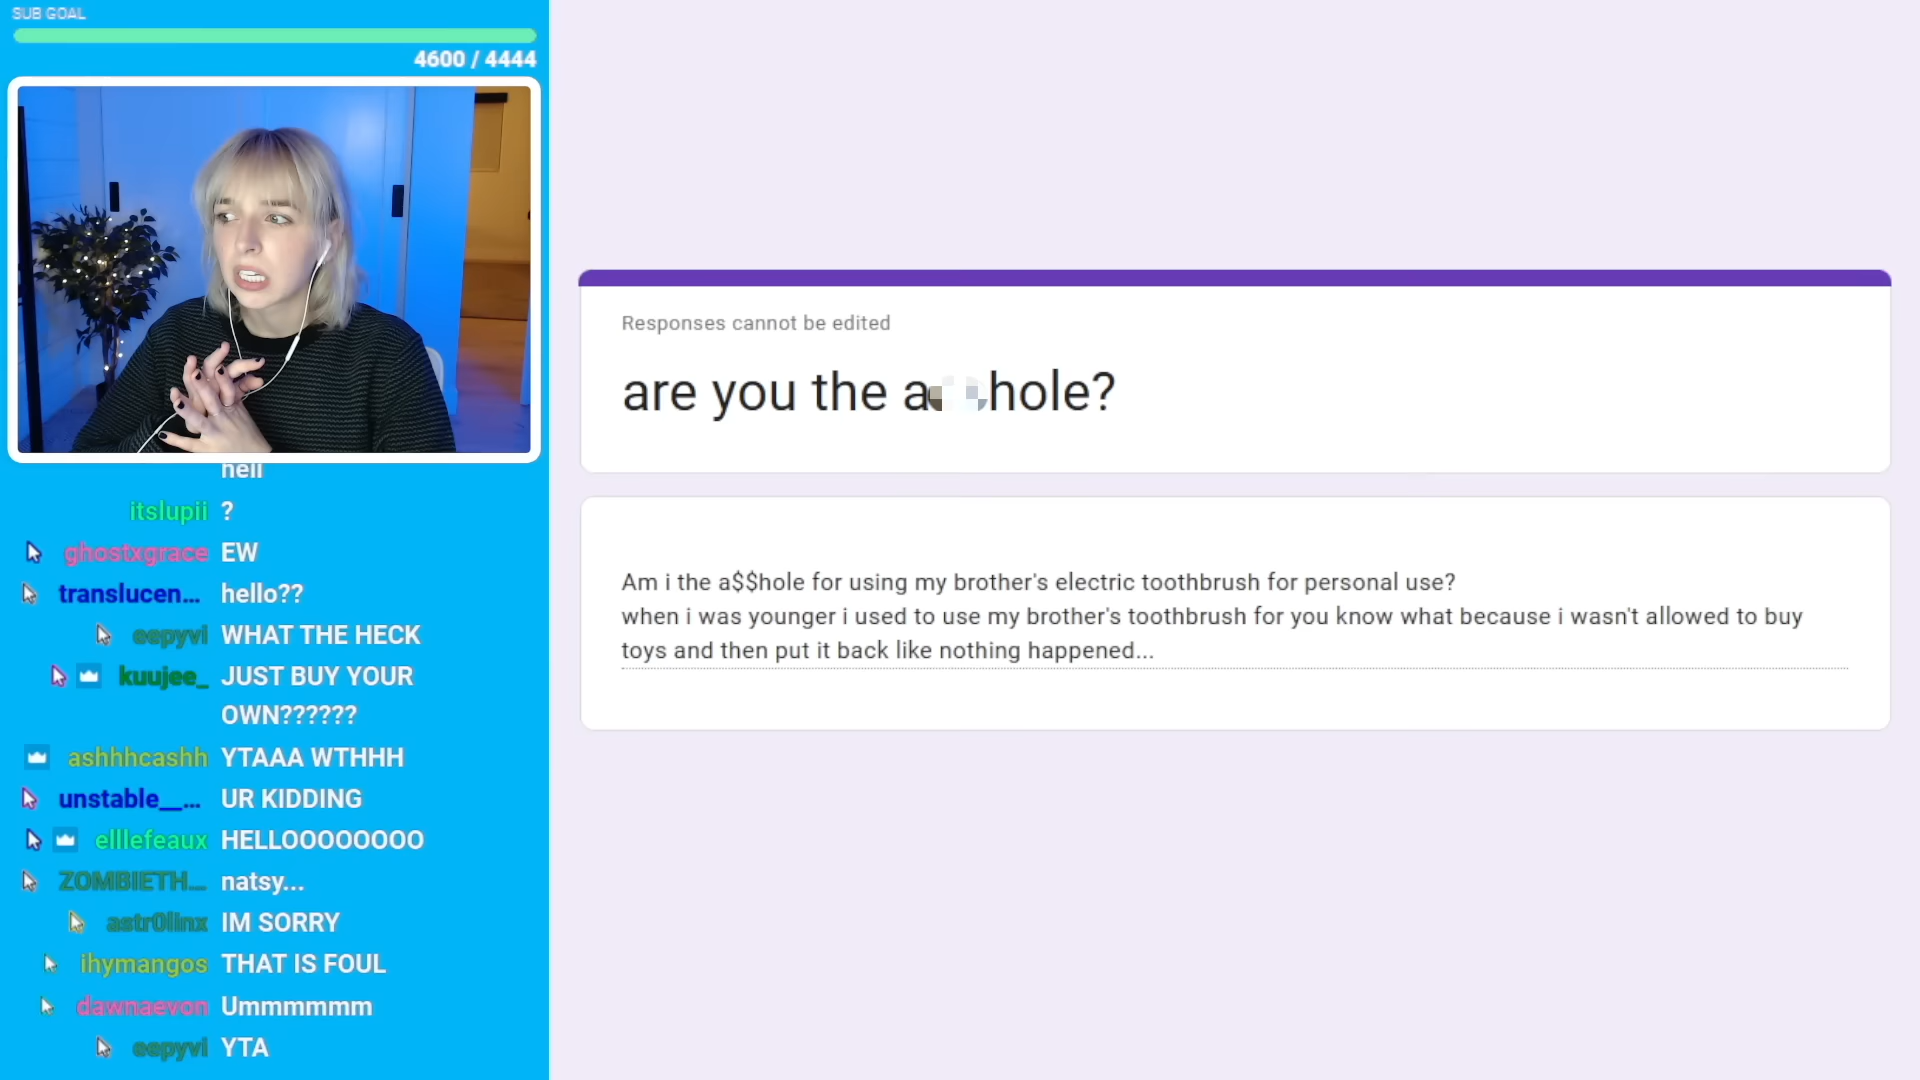 SUB GOAL
4600 / 4444
hell
itslupii ?
ghostxgrace EW
translucen... hello??
eepyvi WHAT THE HECK
kuujee_ JUST BUY YOUR
OWN??????
ashhhcashh YTAAA WTHHH
unstable__... UR KIDDING
elllefeaux HELLOOOOOOOO
ZOMBIETH... natsy...
astr0linx IM SORRY
ihymangos THAT IS FOUL
dawnaevon Ummmmmm
eepyvi YTA
Responses cannot be edited
are you the a hole?
Am i the a$$hole for using my brother's electric toothbrush for personal use?
when i was younger i used to use my brother's toothbrush for you know what because i wasn't allowed to buy
toys and then put it back like nothing happened...